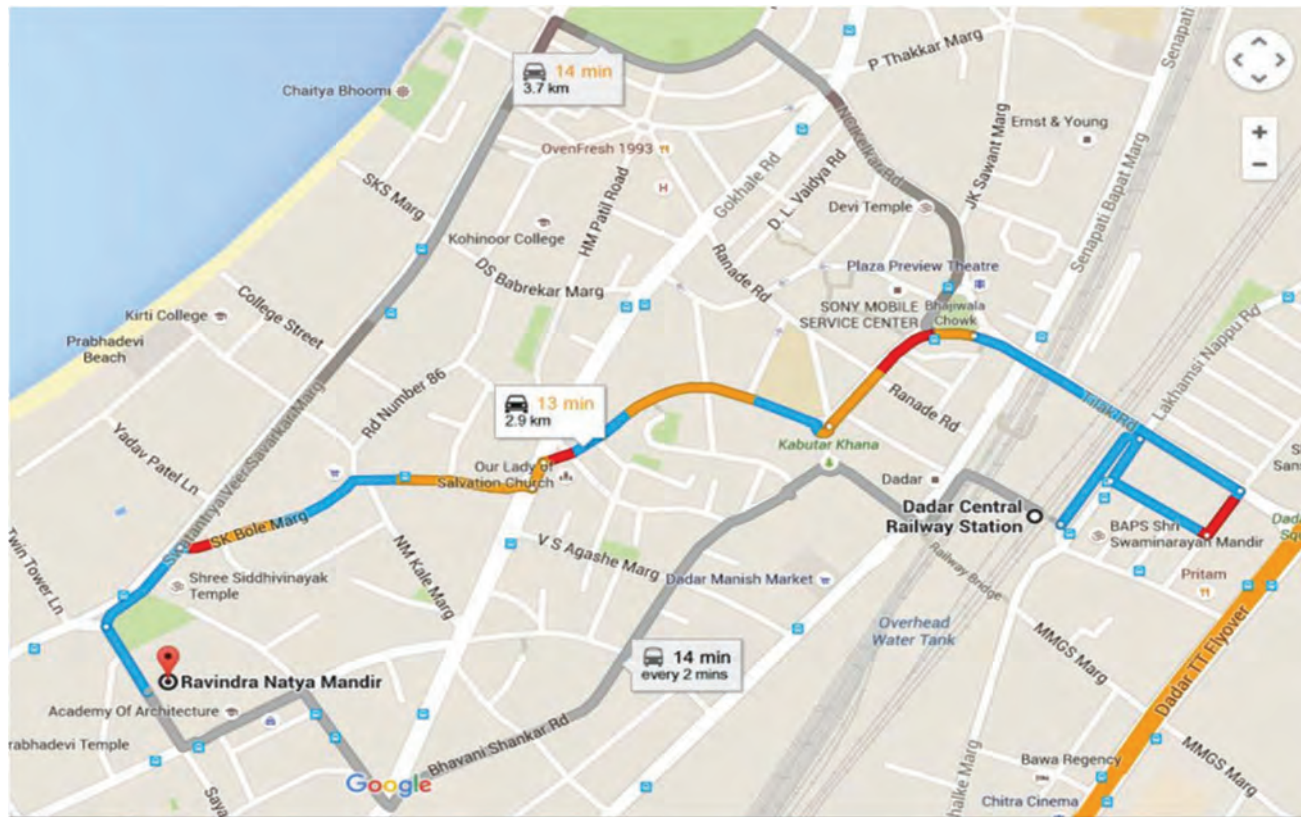 14 min
3.7 km
P Thakkar Marg
Senapati
Chaitya Bhoomi
Ernst & Young
OvenFresh 1993
H
Gokhale Rd
D. L. Vaidya Rd
NC Kelkar Rd
JK Sawant Marg
Senapati Bapat Marg
SKS Marg
HM Patil Road
Devi Temple
Kohinoor College
Ranade Rd
Plaza Preview Theatre
DS Babrekar Marg
SONY MOBILE
SERVICE CENTER
Bhajiwala
Chowk
College Street
Kirti College
Prabhadevi
Beach
Lakhamsi Nappu Rd
Rd Number 86
13 min
2.9 km
Ranade Rd
Tilak Rd
Swatantryaveer Savarkar Marg
Yadav Patel Ln
Kabutar Khana
Our Lady of
Salvation Church
Dadar
Dadar Central
Railway Station
SK Bole Marg
BAPS Shri
Swaminarayan Mandir
Twin Tower Ln
V S Agashe Marg
NM Kale Marg
Railway Bridge
Shree Siddhivinayak
Temple
Dadar Manish Market
Pritam
Overhead
Water Tank
MMGS Marg
14 min
every 2 mins
Ravindra Natya Mandir
Dadar TT Flyover
Academy Of Architecture
rabhadevi Temple
Bhavani Shankar Rd
MMGS Marg
Google
Bawa Regency
Saya
halke Marg
Chitra Cinema